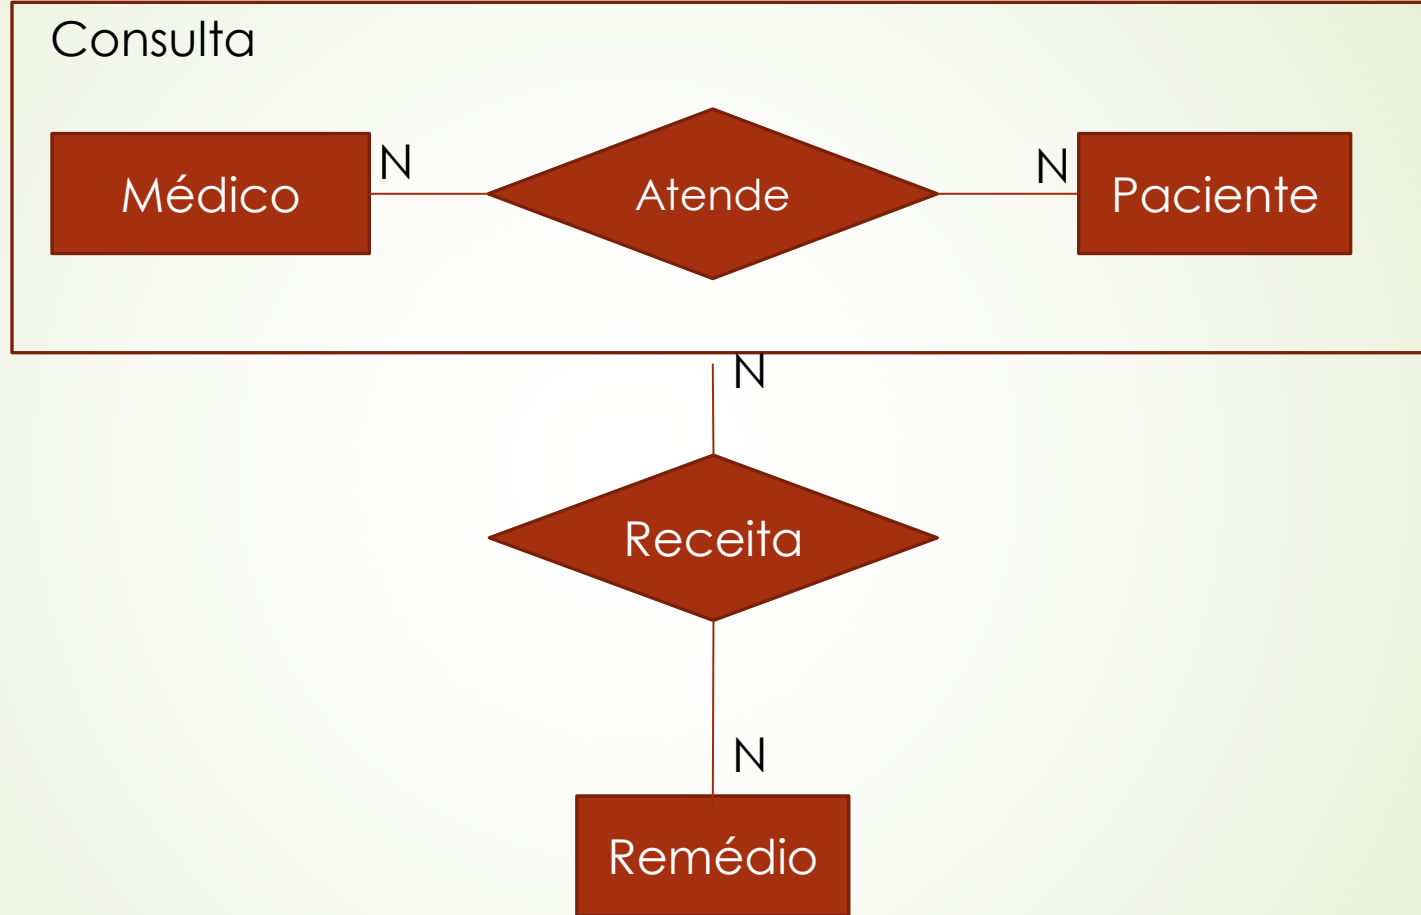 Consulta
Médico
N
Atende
N
Paciente
N
Receita
N
Remédio